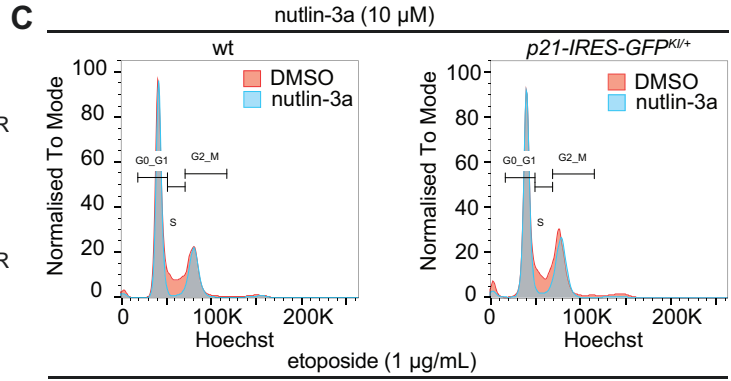 C
nutlin-3a (10 µM)
wt
p21-IRES-GFP^KI/+
R
R
Normalised To Mode
100
80
60
40
20
0
DMSO
nutlin-3a
G0_G1
G2_M
S
0
100K
200K
Hoechst
Normalised To Mode
100
80
60
40
20
0
DMSO
nutlin-3a
G0_G1
G2_M
S
0
100K
200K
Hoechst
etoposide (1 µg/mL)